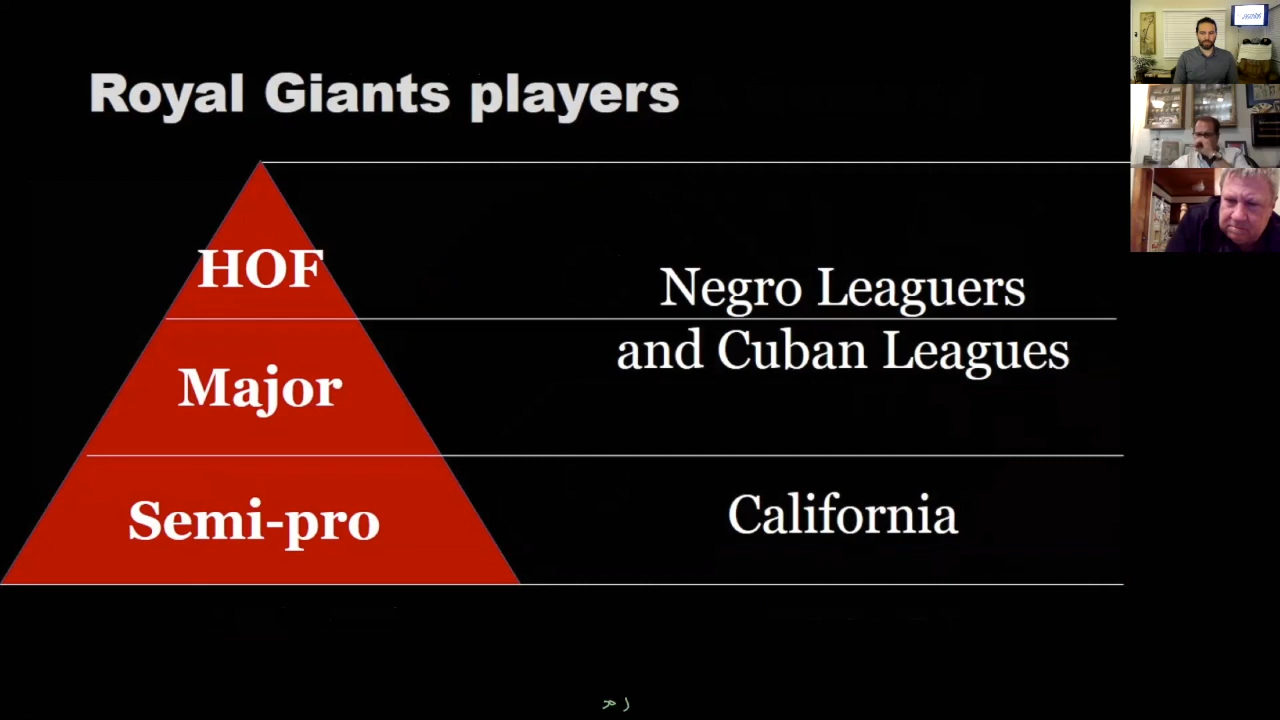 Royal Giants players
HOF
Negro Leaguers
and Cuban Leagues
Major
Semi-pro
California